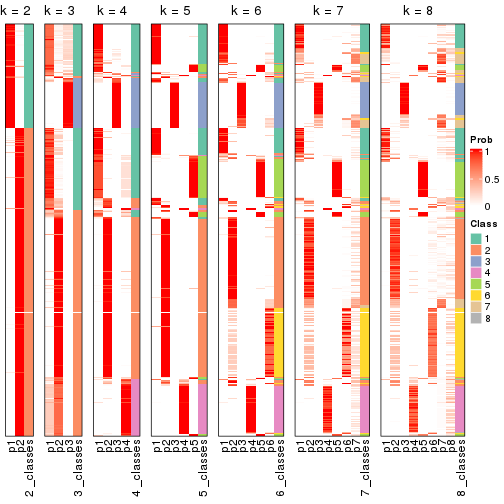 k = 2
k = 3
k = 4
k = 5
k = 6
k = 7
k = 8
Prob
1
0.5
0
Class
1
2
3
4
5
6
7
8
p1
p2
2_classes
p1
p2
p3
3_classes
p1
p2
p3
p4
4_classes
p1
p2
p3
p4
p5
5_classes
p1
p2
p3
p4
p5
p6
6_classes
p1
p2
p3
p4
p5
p6
p7
7_classes
p1
p2
p3
p4
p5
p6
p7
p8
8_classes